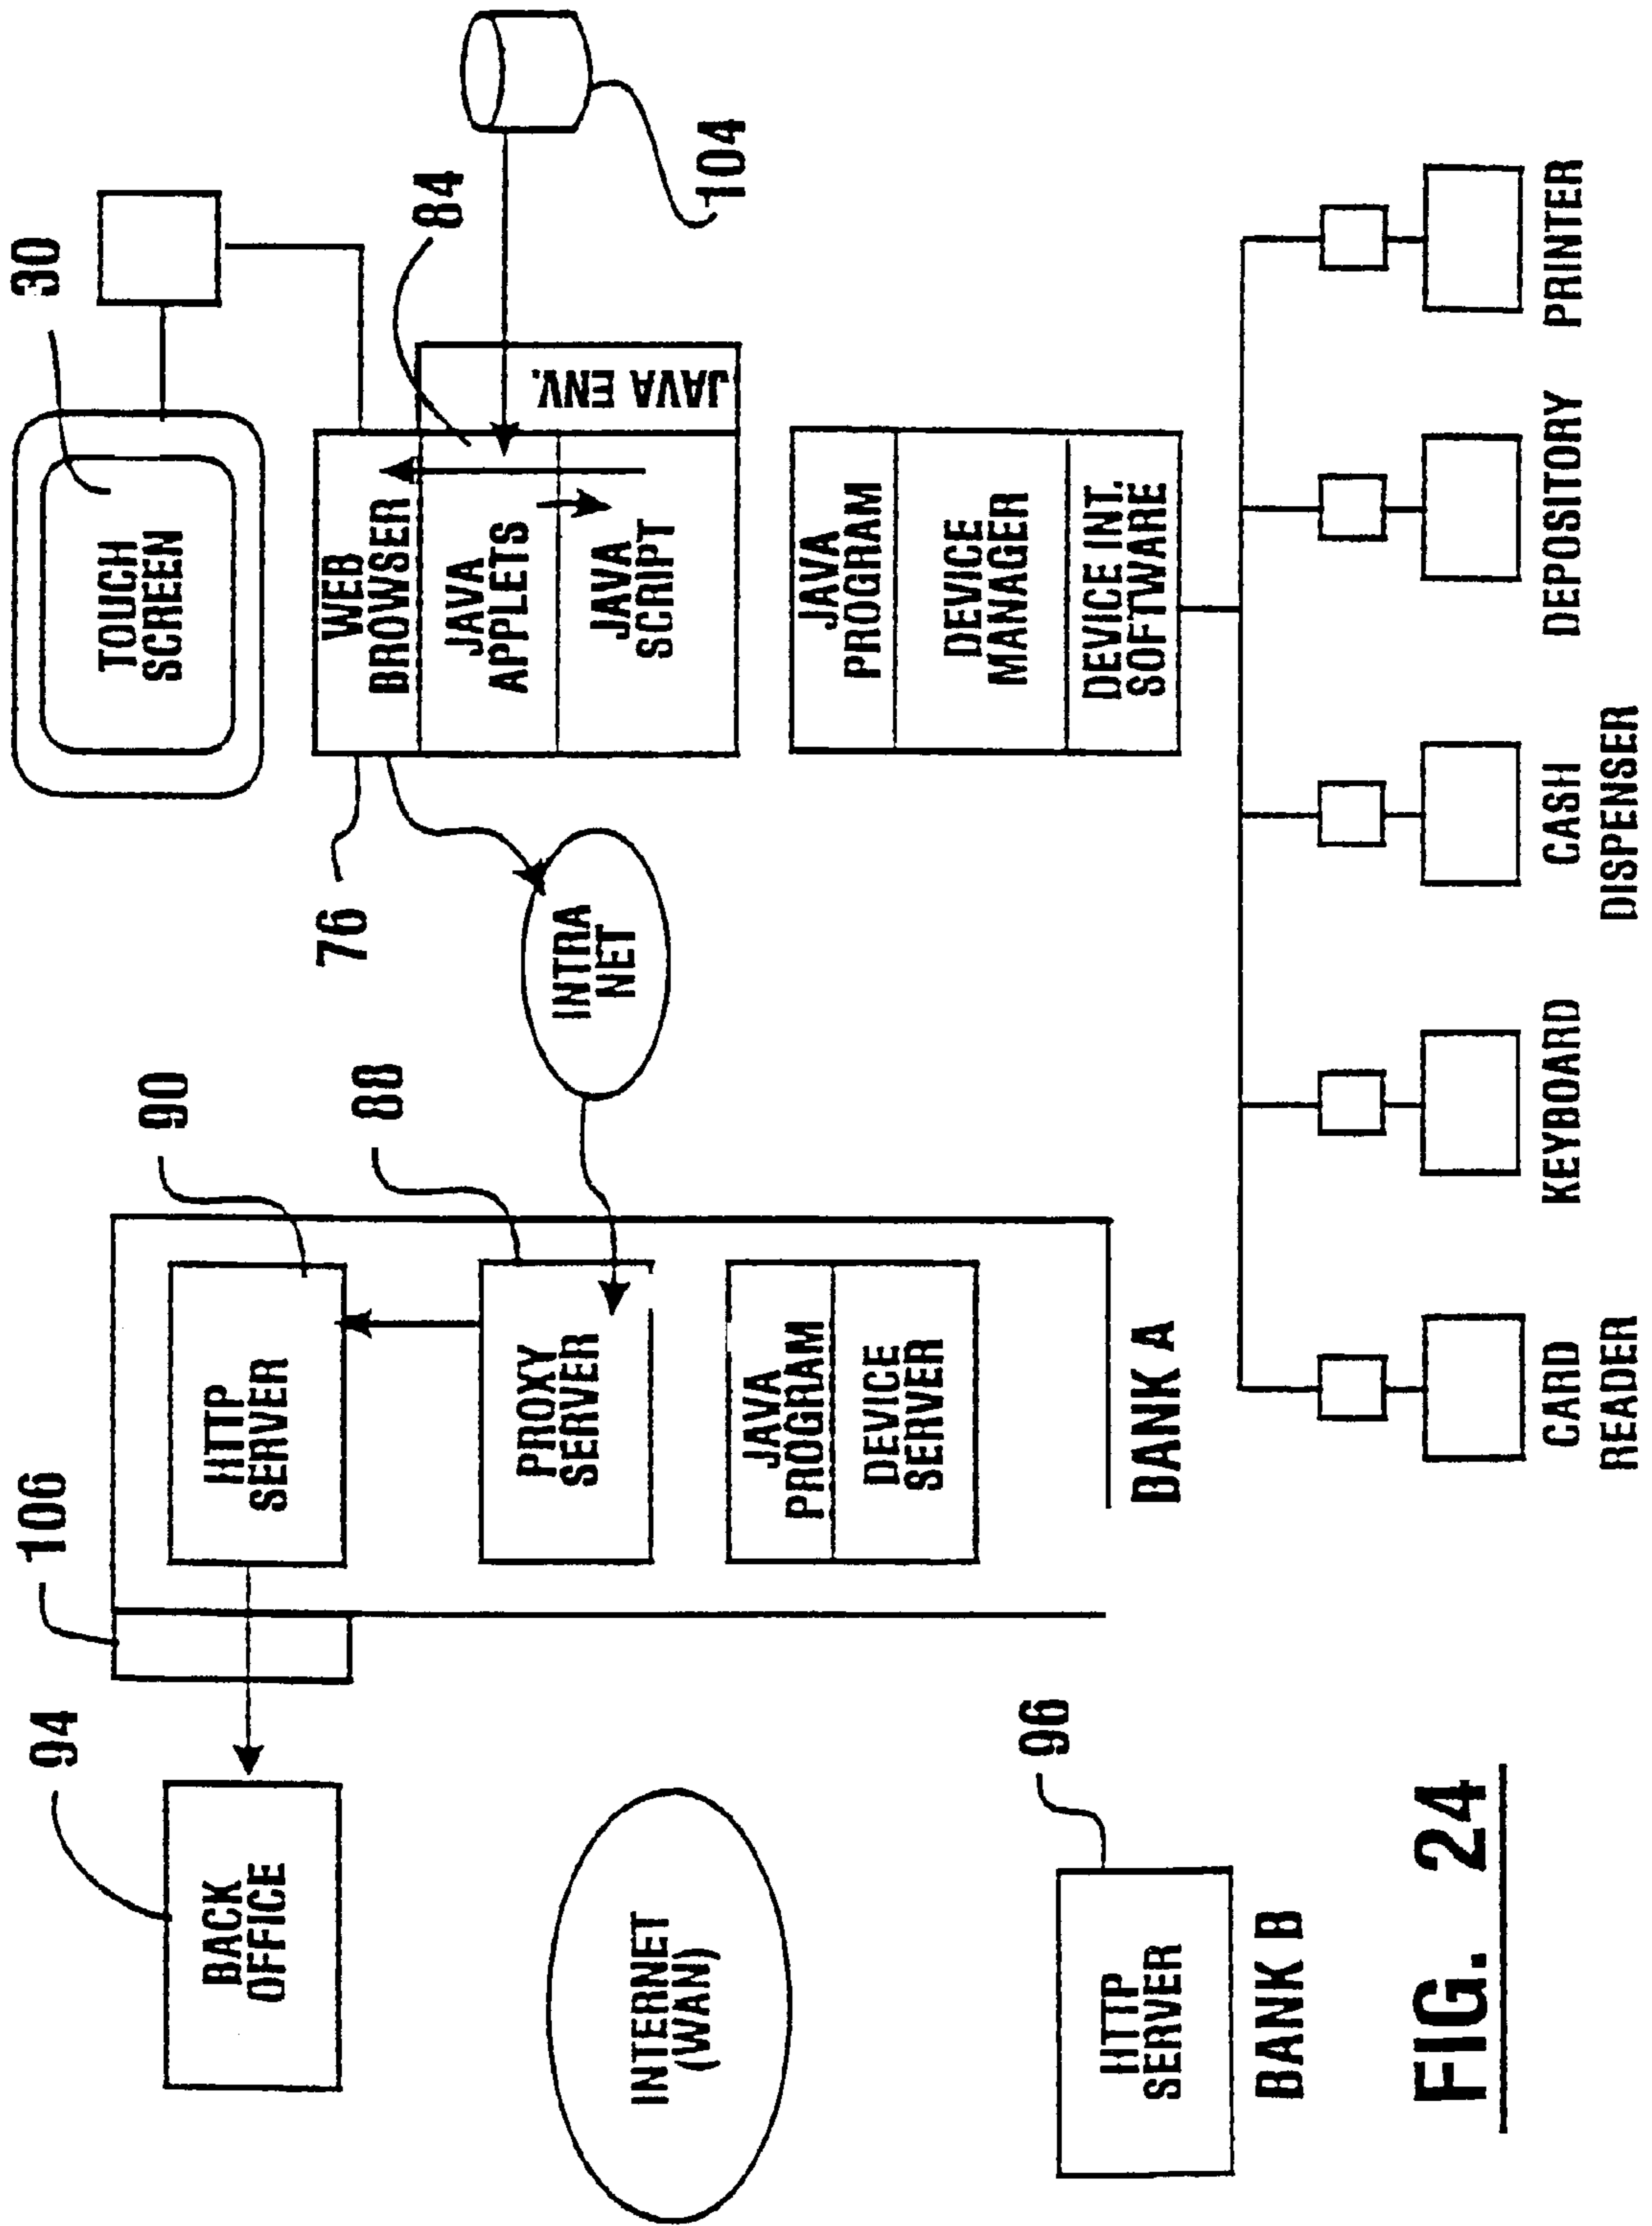 106
94
BACK
OFFICE
HTTP
SERVER
90
88
PROXY
SERVER
JAVA
PROGRAM
DEVICE
SERVER
BANK A
INTERNET
(WAN)
96
HTTP
SERVER
BANK B
INTRA
NET
30
TOUCH
SCREEN
76
WEB
BROWSER
JAVA
APPLETS
JAVA
SCRIPT
JAVA ENV.
84
104
JAVA
PROGRAM
DEVICE
MANAGER
DEVICE INT.
SOFTWARE
CARD
READER
KEYBOARD
CASH
DISPENSER
DEPOSITORY
PRINTER
FIG. 24